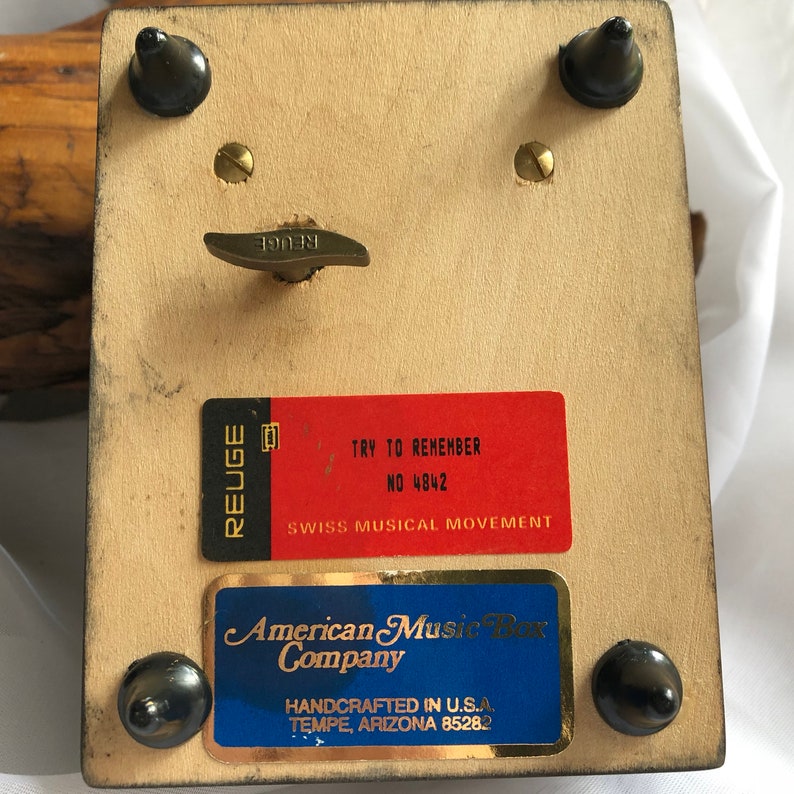 REUGE
REUGE
TRY TO REMEMBER
NO 4842
SWISS MUSICAL MOVEMENT
American Music Box
Company
HANDCRAFTED IN U.S.A.
TEMPE, ARIZONA 85282